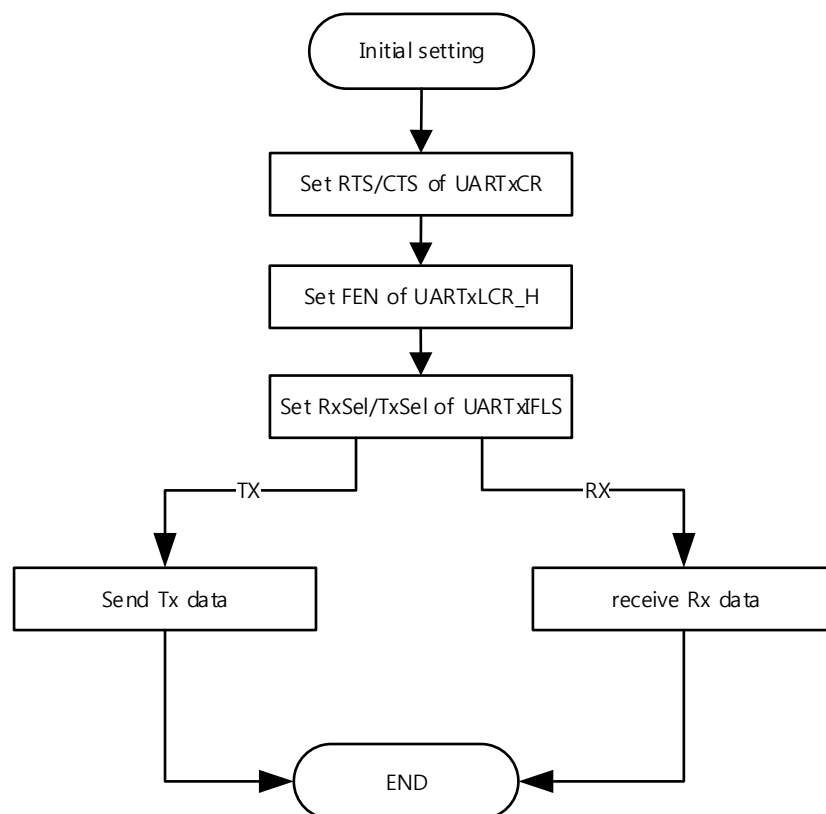 Initial setting
Set RTS/CTS of UARTxCR
Set FEN of UARTxLCR_H
Set RxSel/TxSel of UARTxIFLS
TX
RX
Send Tx data
receive Rx data
END